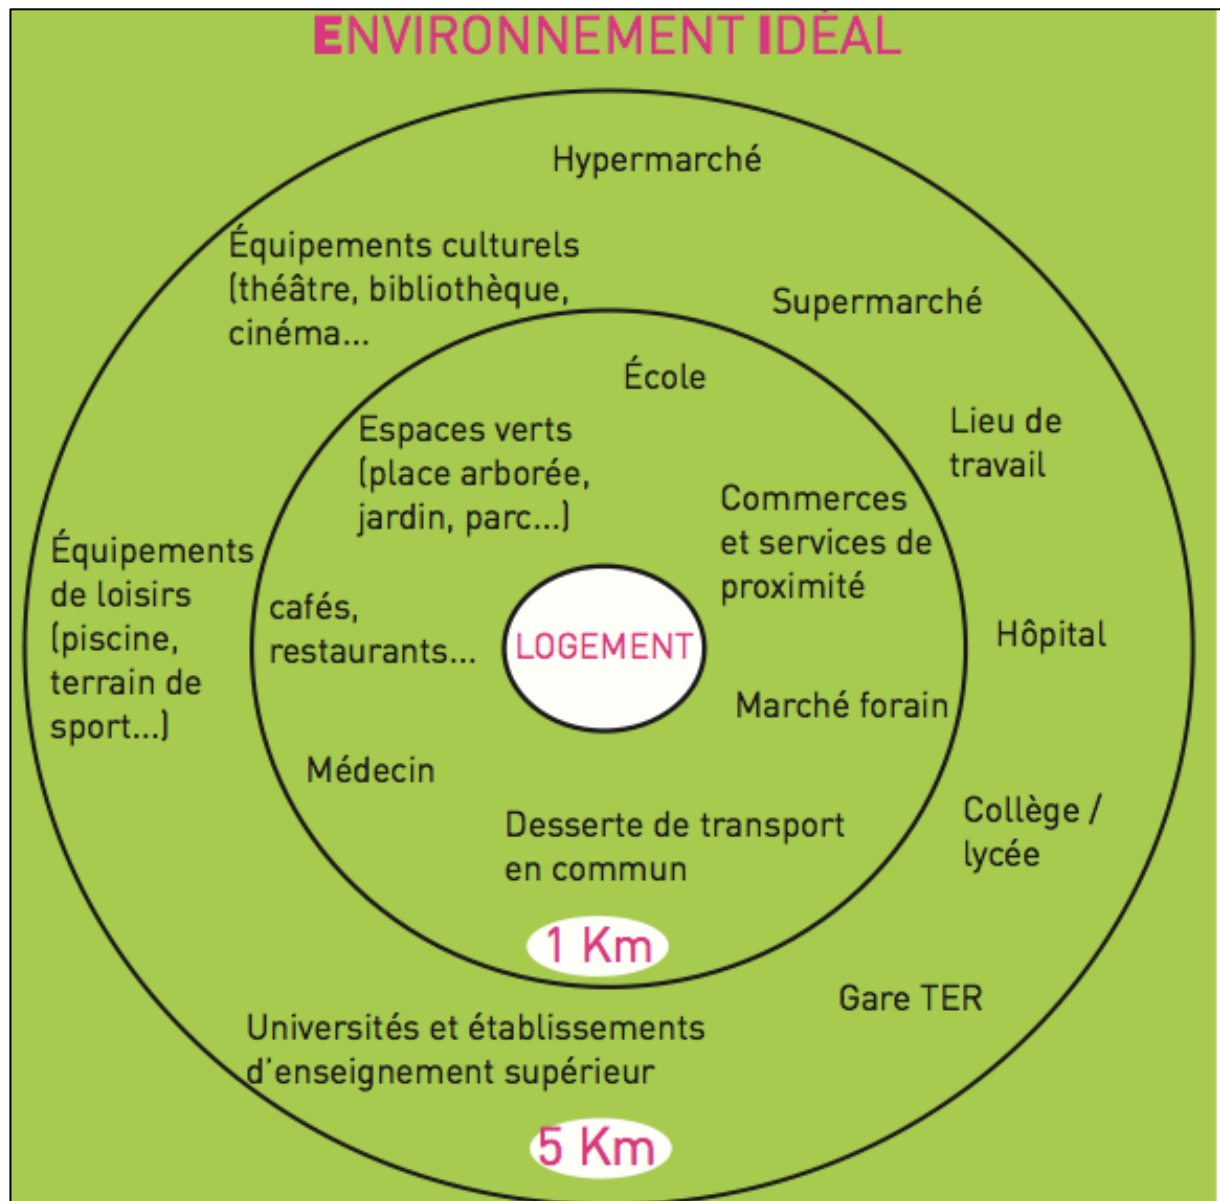 ENVIRONNEMENT IDÉAL
Hypermarché
Équipements culturels
(théâtre, bibliothèque,
cinéma...
Supermarché
École
Espaces verts
(place arborée,
jardin, parc...)
Lieu de
travail
Commerces
et services de
proximité
Équipements
de loisirs
(piscine,
terrain de
sport...)
cafés,
restaurants...
LOGEMENT
Hôpital
Marché forain
Médecin
Desserte de transport
en commun
Collège /
lycée
1 Km
Gare TER
Universités et établissements
d'enseignement supérieur
5 Km